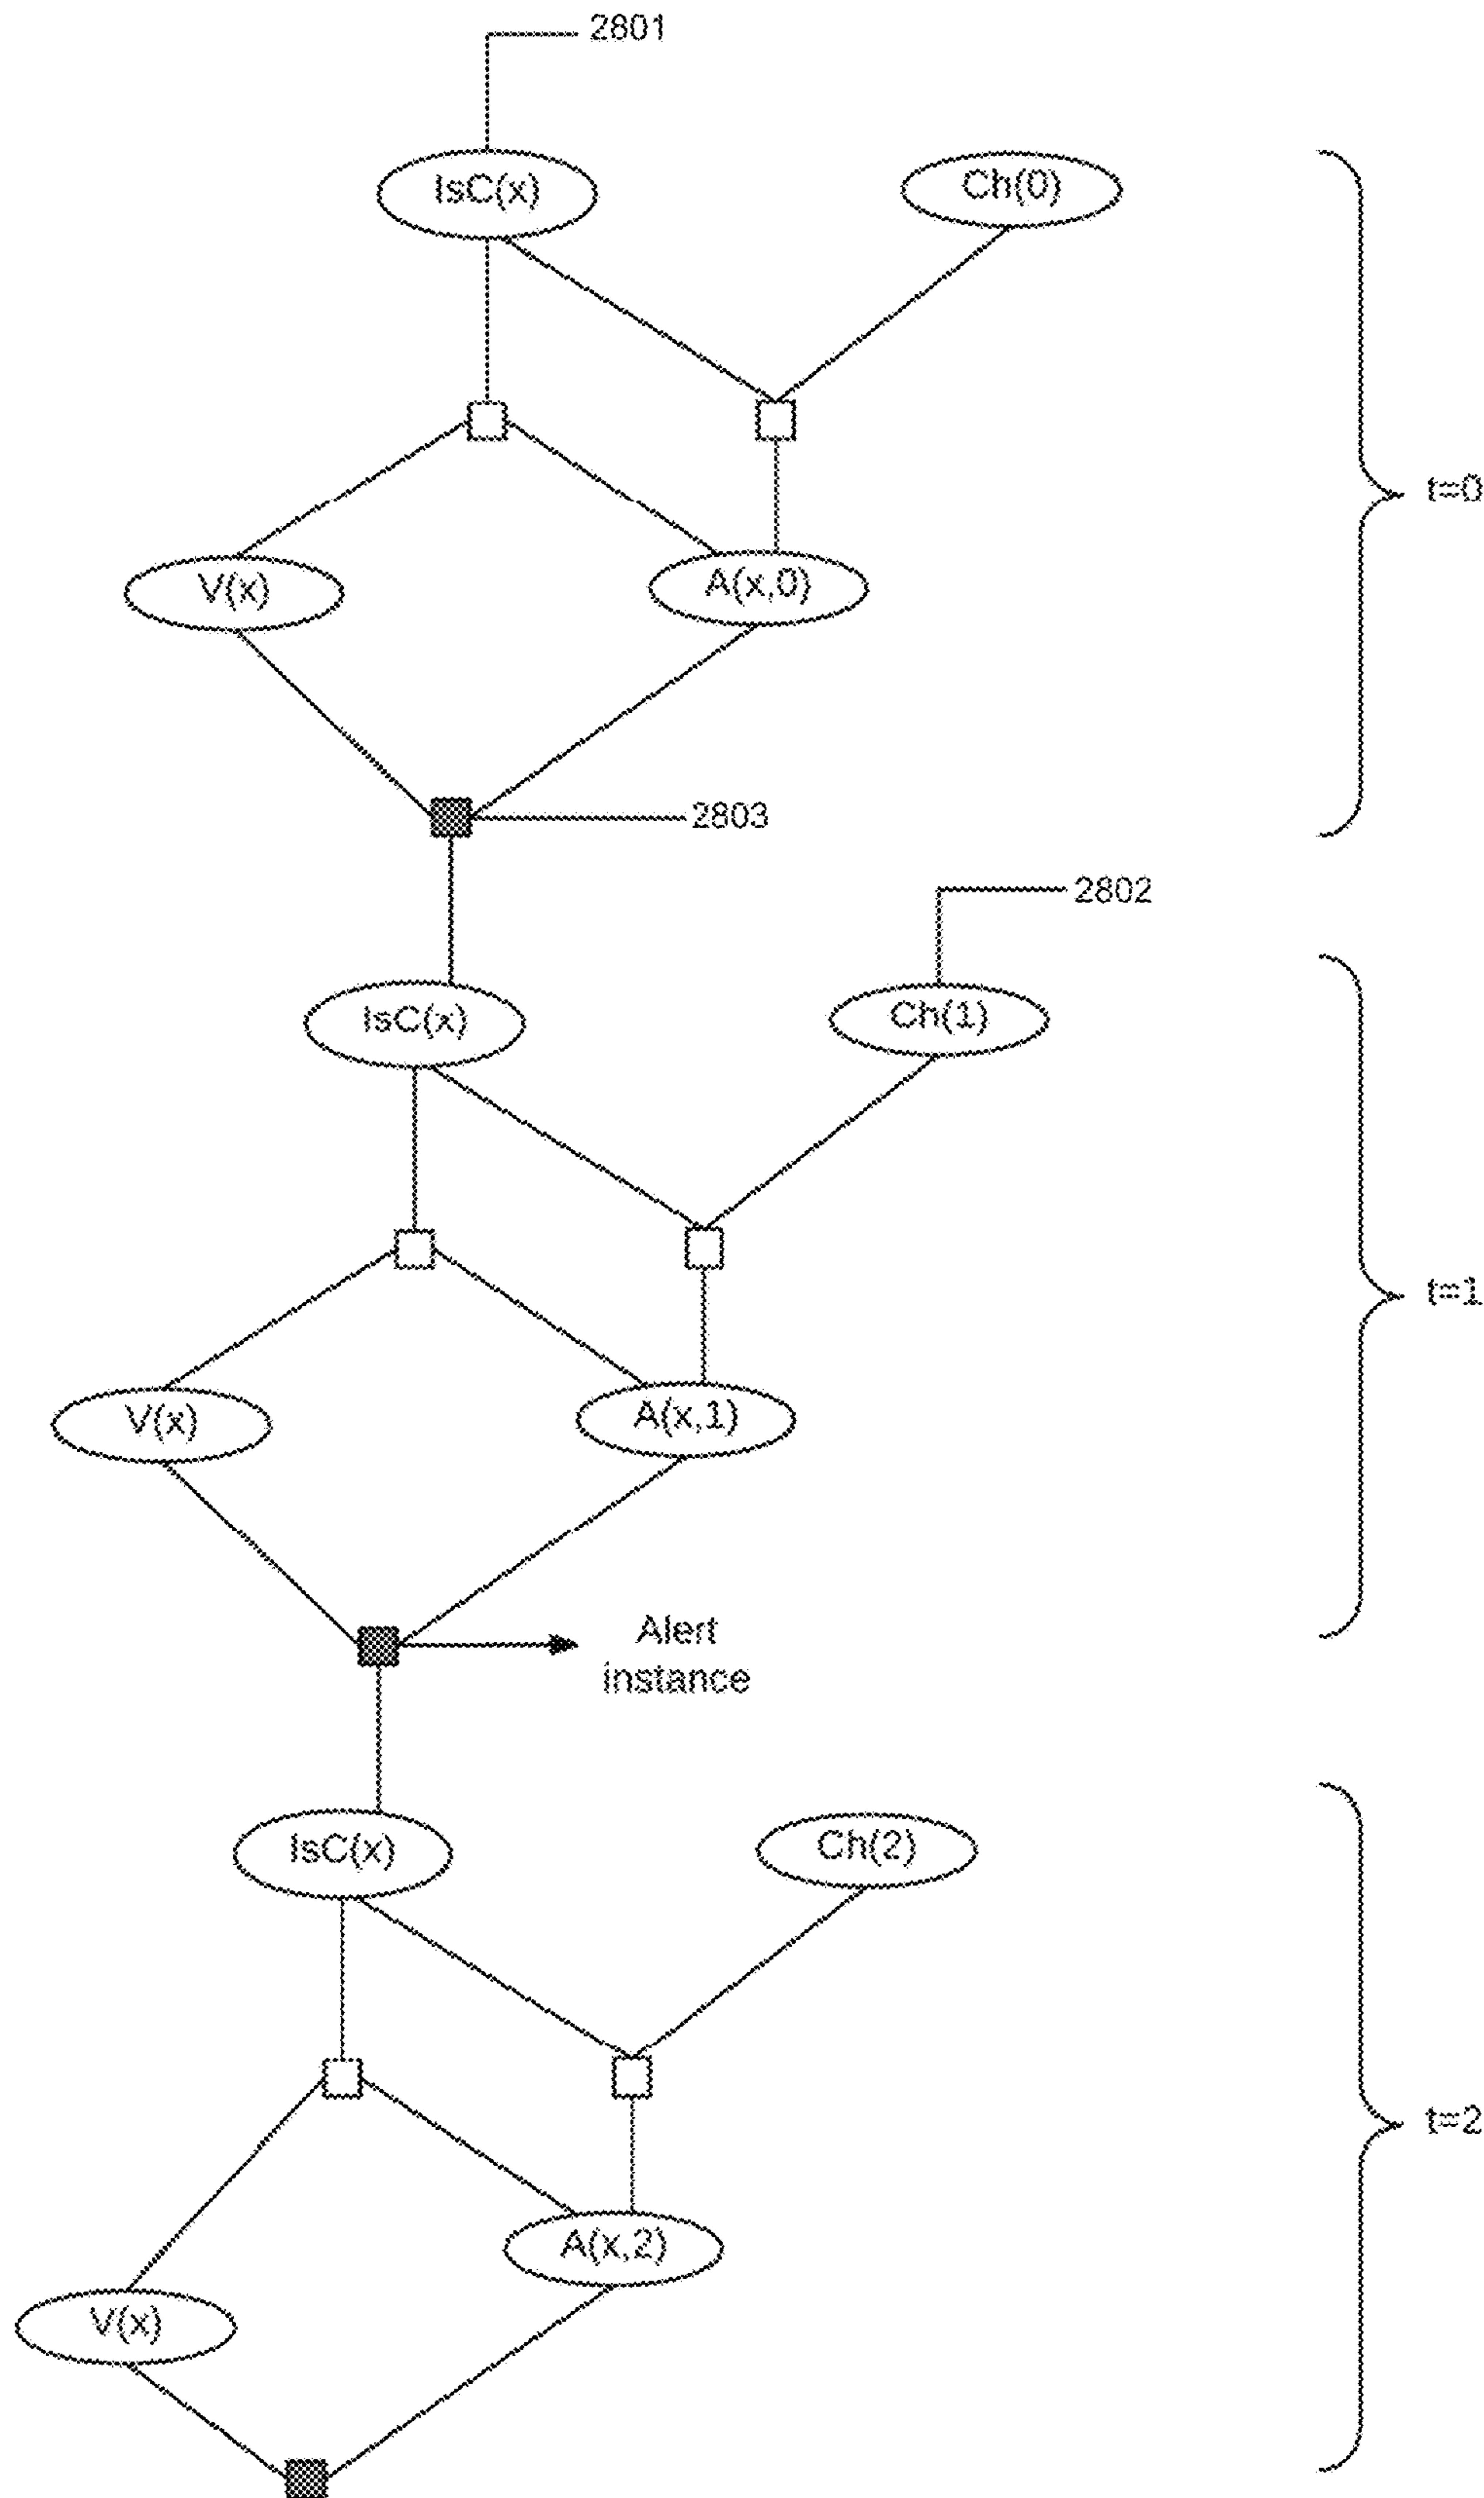 2801
IsC(x)
Ch(0)
t=0
V(x)
A(x,0)
2803
2802
IsC(x)
Ch(1)
t=1
V(x)
A(x,1)
Alert
instance
IsC(x)
Ch(2)
t=2
A(x,2)
V(x)